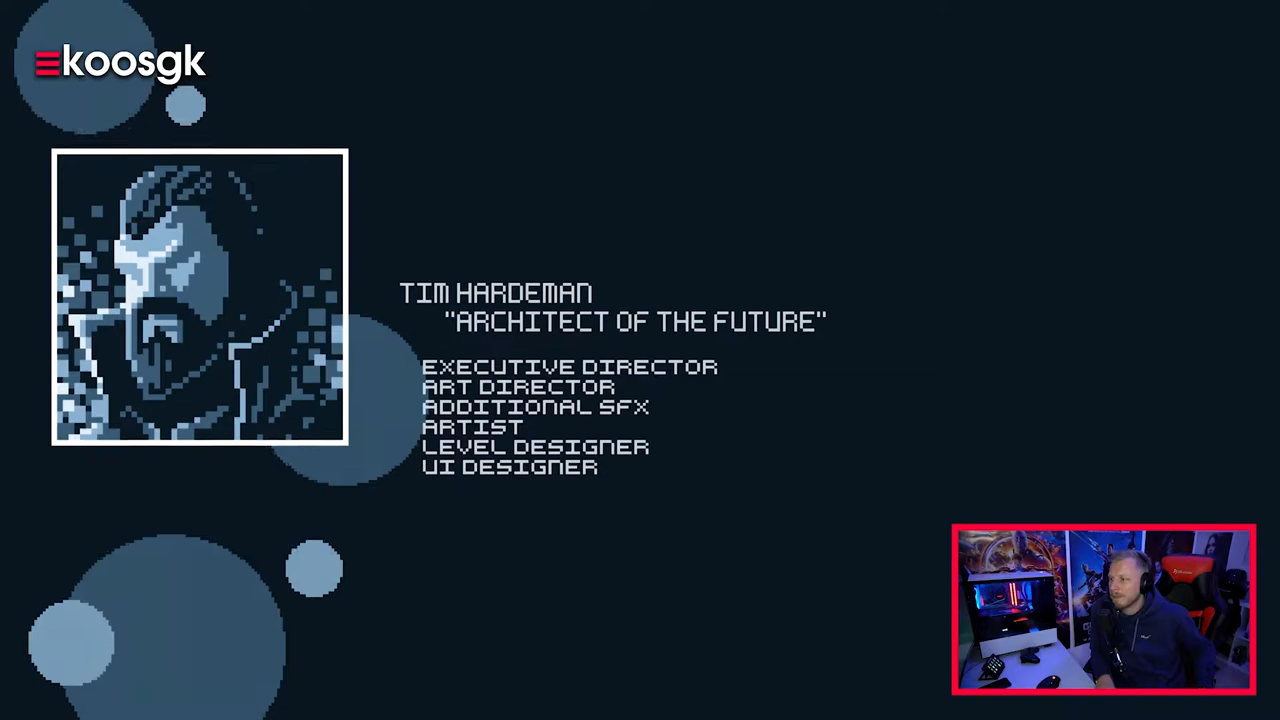 koosgk
TIM HARDEMAN
"ARCHITECT OF THE FUTURE"
EXECUTIVE DIRECTOR
ART DIRECTOR
ADDITIONAL SFX
ARTIST
LEVEL DESIGNER
UI DESIGNER